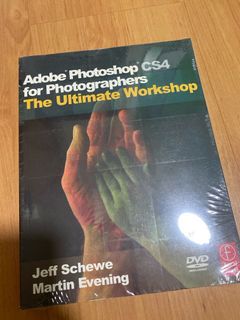 Adobe Photoshop CS4
for Photographers
The Ultimate Workshop
Jeff Schewe
Martin Evening
DVD